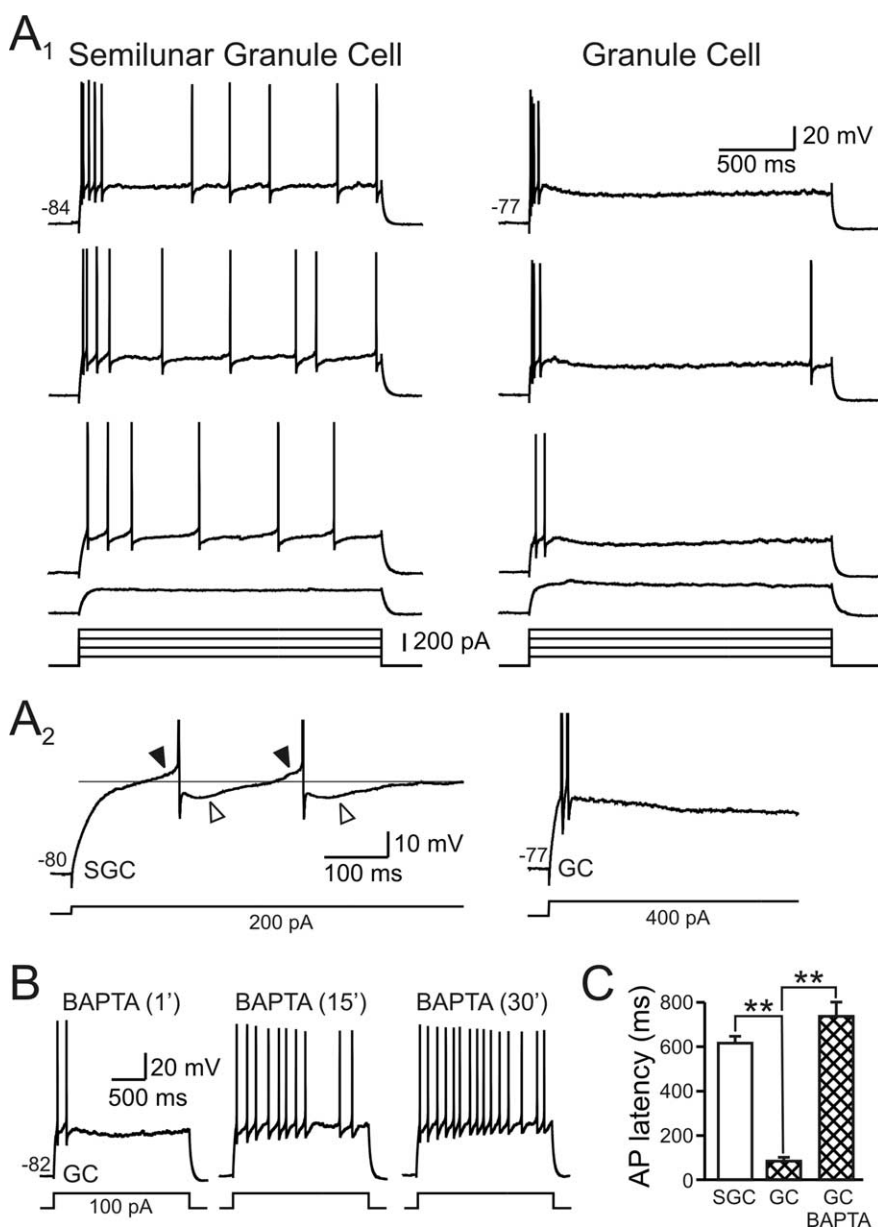 A1
Semilunar Granule Cell
Granule Cell
20 mV
500 ms
-84
-77
200 pA
A2
-80
SGC
10 mV
100 ms
200 pA
-77
GC
400 pA
B
BAPTA (1')
BAPTA (15')
BAPTA (30')
20 mV
500 ms
-82
GC
100 pA
C
AP latency (ms)
800
600
400
200
0
**
**
SGC
GC
GC
BAPTA